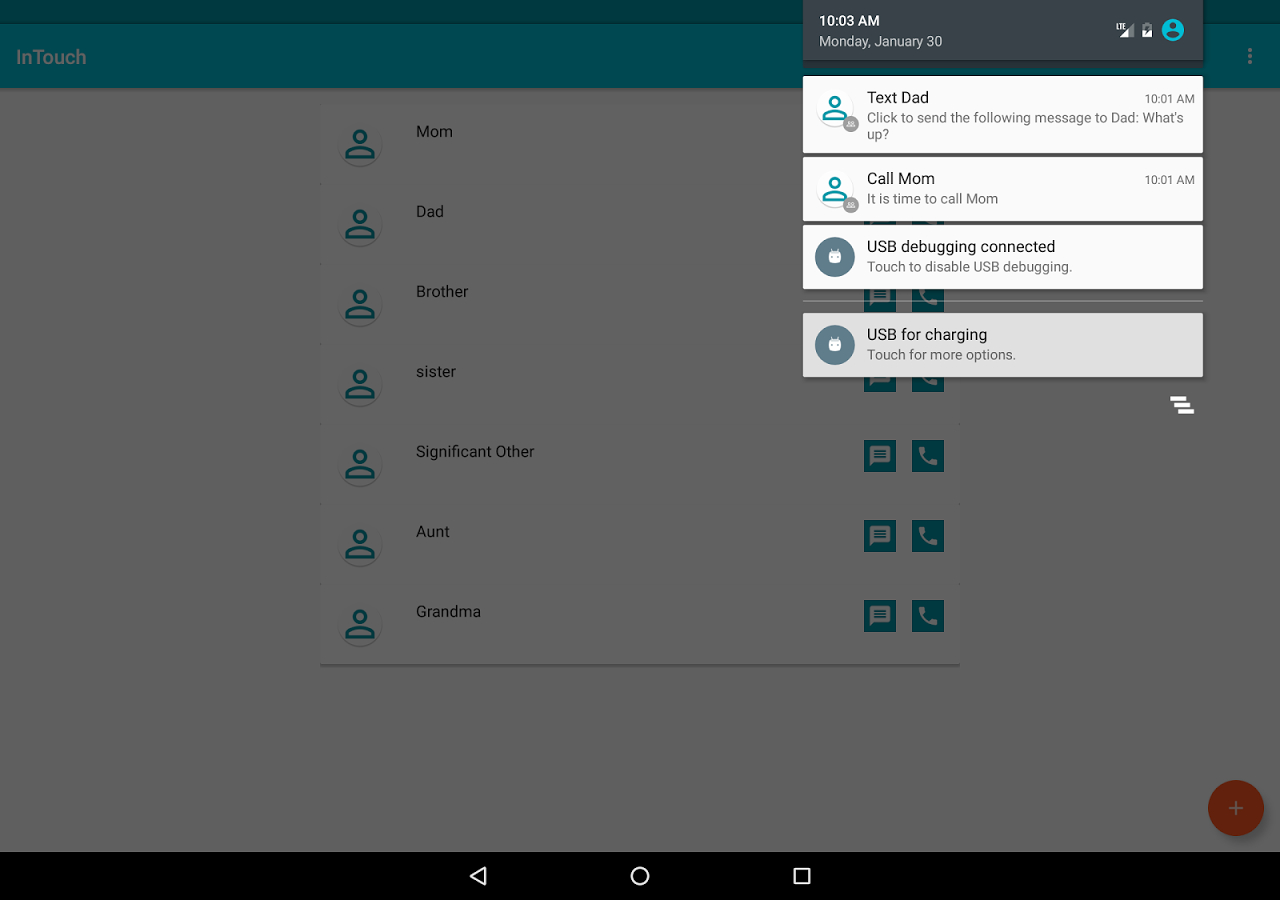 10:03 AM
Monday, January 30
LTE
InTouch
Text Dad
10:01 AM
Click to send the following message to Dad: What's
up?
Call Mom
10:01 AM
It is time to call Mom
USB debugging connected
Touch to disable USB debugging.
USB for charging
Touch for more options.
Mom
Dad
Brother
sister
Significant Other
Aunt
Grandma